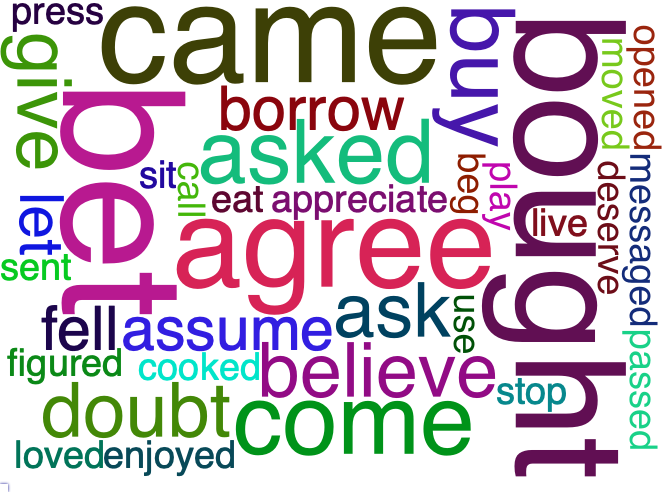 press
came
buy
bought
opened
moved
give
bet
borrow
asked
sit
call
beg
play
messaged
deserve
let
eat
appreciate
live
agree
sent
ask
use
fell
assume
passed
figured
cooked
believe
stop
doubt
come
loved
enjoyed